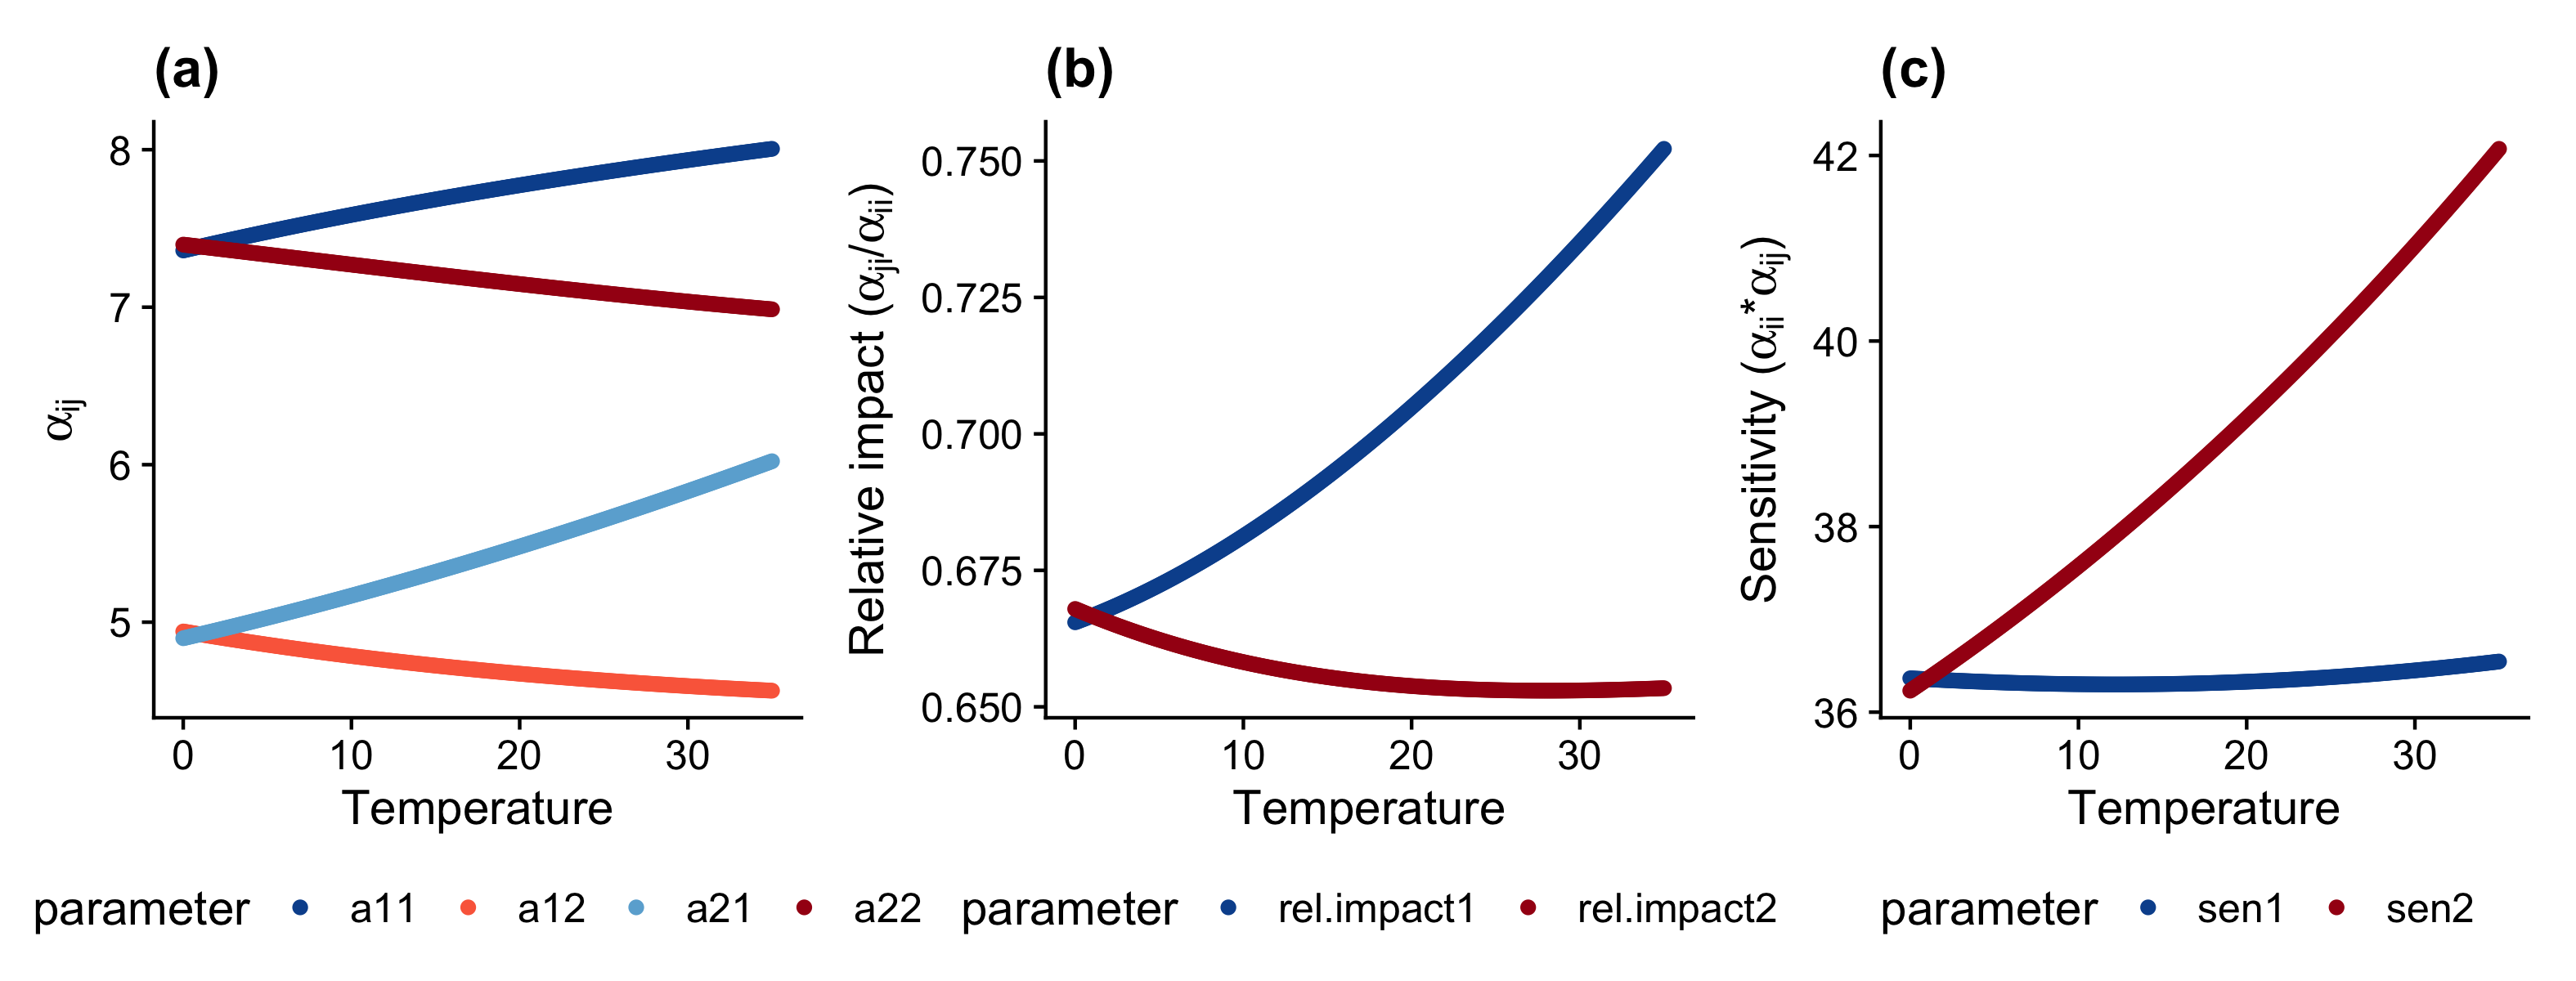 (a)
αij
8
7
6
5
0 10 20 30
Temperature
parameter a11 a12 a21 a22
(b)
Relative impact (αji/αii)
0.750
0.725
0.700
0.675
0.650
0 10 20 30
Temperature
parameter rel.impact1 rel.impact2
(c)
Sensitivity (αii*αij)
42
40
38
36
0 10 20 30
Temperature
parameter sen1 sen2